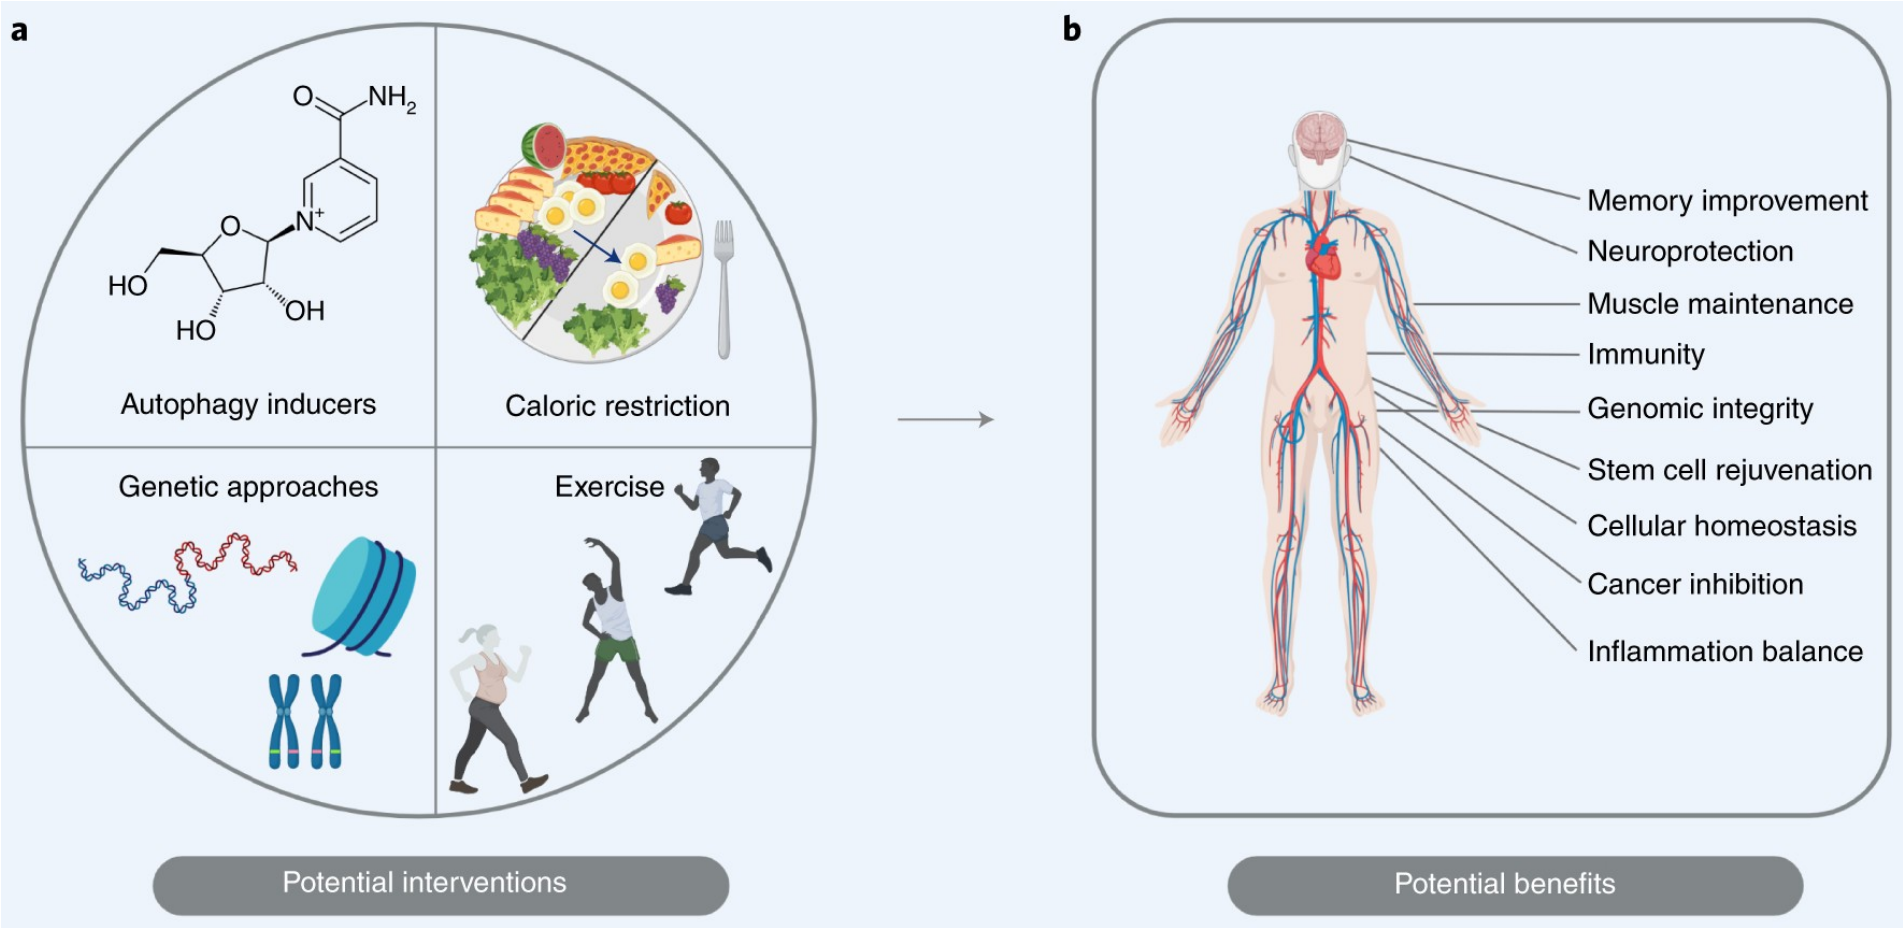 a
O
NH2
N+
O
HO
HO
OH
Autophagy inducers
Caloric restriction
Genetic approaches
Exercise
Potential interventions
b
Memory improvement
Neuroprotection
Muscle maintenance
Immunity
Genomic integrity
Stem cell rejuvenation
Cellular homeostasis
Cancer inhibition
Inflammation balance
Potential benefits